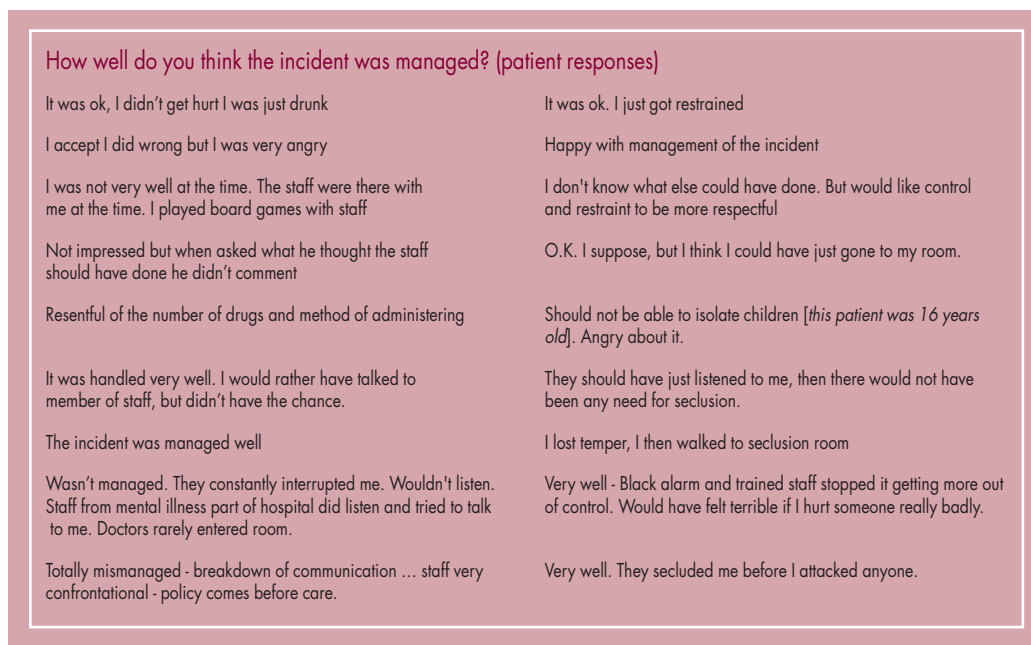 How well do you think the incident was managed? (patient responses)
It was ok, I didn't get hurt I was just drunk
It was ok. I just got restrained
I accept I did wrong but I was very angry
Happy with management of the incident
I was not very well at the time. The staff were there with
me at the time. I played board games with staff
I don't know what else could have done. But would like control
and restraint to be more respectful
Not impressed but when asked what he thought the staff
should have done he didn't comment
O.K. I suppose, but I think I could have just gone to my room.
Resentful of the number of drugs and method of administering
Should not be able to isolate children [this patient was 16 years
old]. Angry about it.
It was handled very well. I would rather have talked to
member of staff, but didn't have the chance.
They should have just listened to me, then there would not have
been any need for seclusion.
The incident was managed well
I lost temper, I then walked to seclusion room
Wasn't managed. They constantly interrupted me. Wouldn't listen.
Staff from mental illness part of hospital did listen and tried to talk
to me. Doctors rarely entered room.
Very well - Black alarm and trained staff stopped it getting more out
of control. Would have felt terrible if I hurt someone really badly.
Totally mismanaged - breakdown of communication ... staff very
confrontational - policy comes before care.
Very well. They secluded me before I attacked anyone.